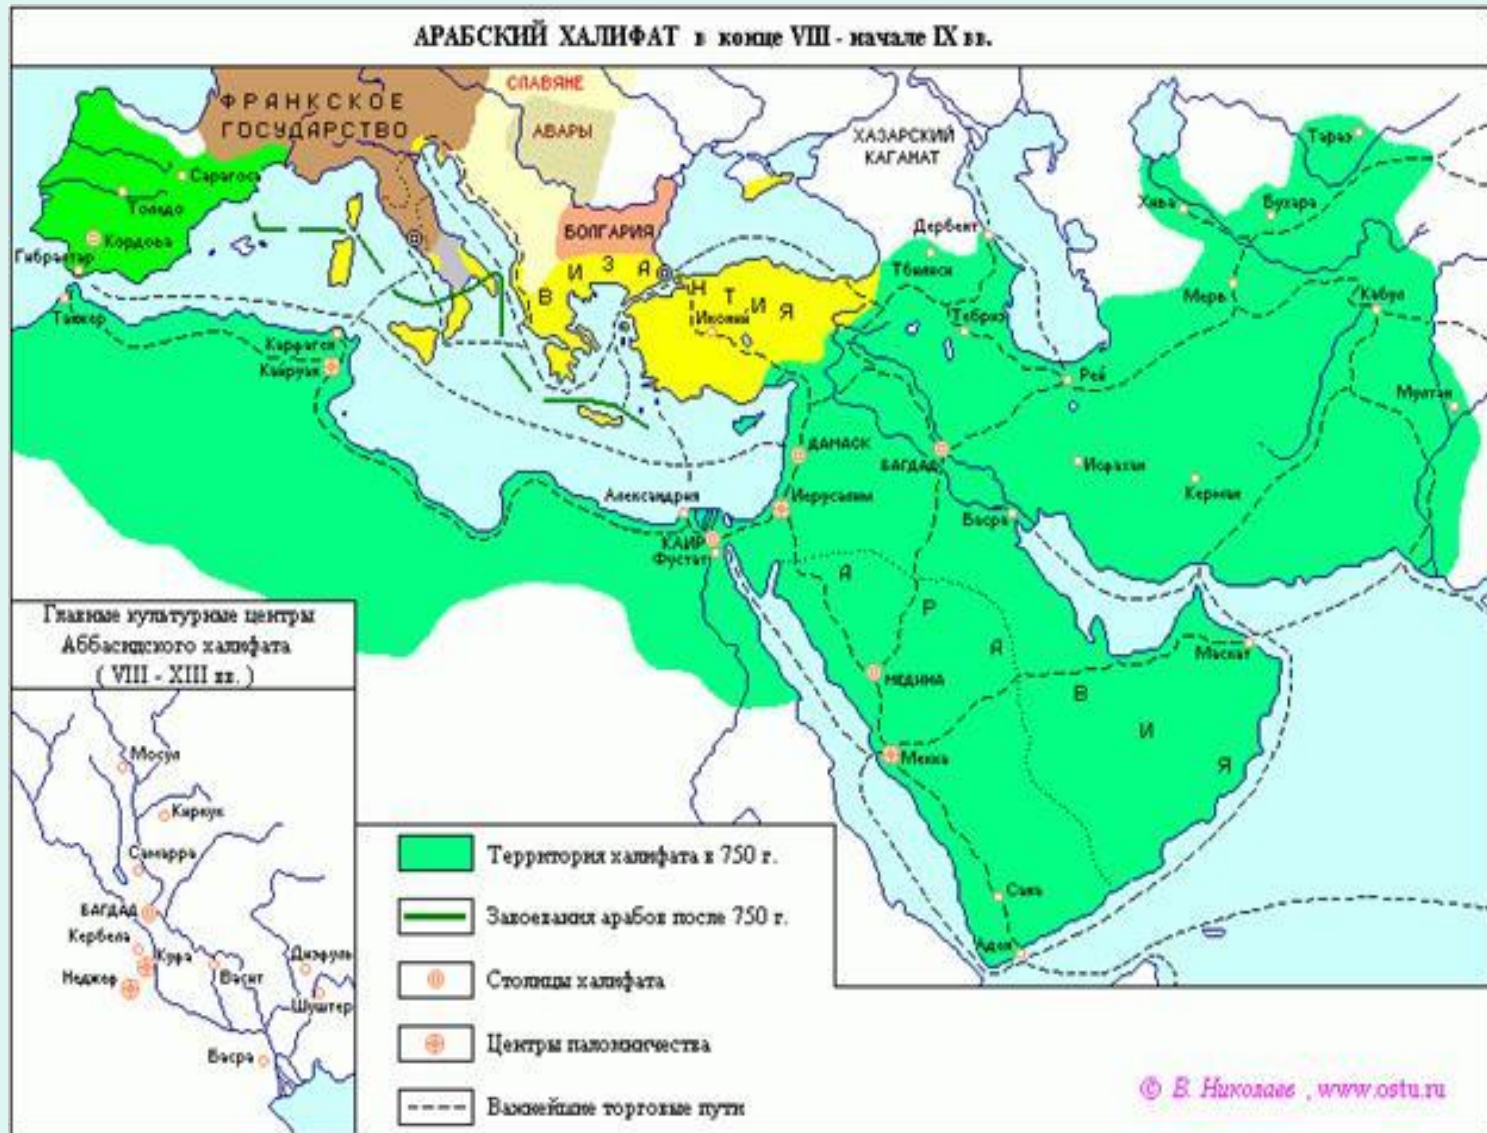 АРАБСКИЙ ХАЛИФАТ в конце VIII - начале IX вв.
ФРАНКСКОЕ
ГОСУДАРСТВО
СЛАВЯНЕ
АВАРЫ
ХАЗАРСКИЙ
КАГАНАТ
БОЛГАРИЯ
ВИЗАНТИЯ
Сарагоса
Толедо
Кордова
Гибралтар
Танжер
Карфаген
Кайруан
Иконий
Дербент
Тбилиси
Тебриз
Тараз
Хива
Бухара
Мерв
Кабул
Рей
Мултан
ДАМАСК
БАГДАД
Исфахан
Керман
Александрия
Иерусалим
Басра
КАИР
Фустат
АРАВИЯ
МЕДИНА
Маскат
Мекка
Сана
Аден
Главные культурные центры
Аббасидского халифата
( VIII - XIII вв. )
Мосул
Киркук
Самарра
БАГДАД
Кербела
Куфа
Неджеф
Васит
Дизфуль
Шуштер
Басра
Территория халифата в 750 г.
Завоевания арабов после 750 г.
Столицы халифата
Центры паломничества
Важнейшие торговые пути
© В. Николаев , www.ostu.ru